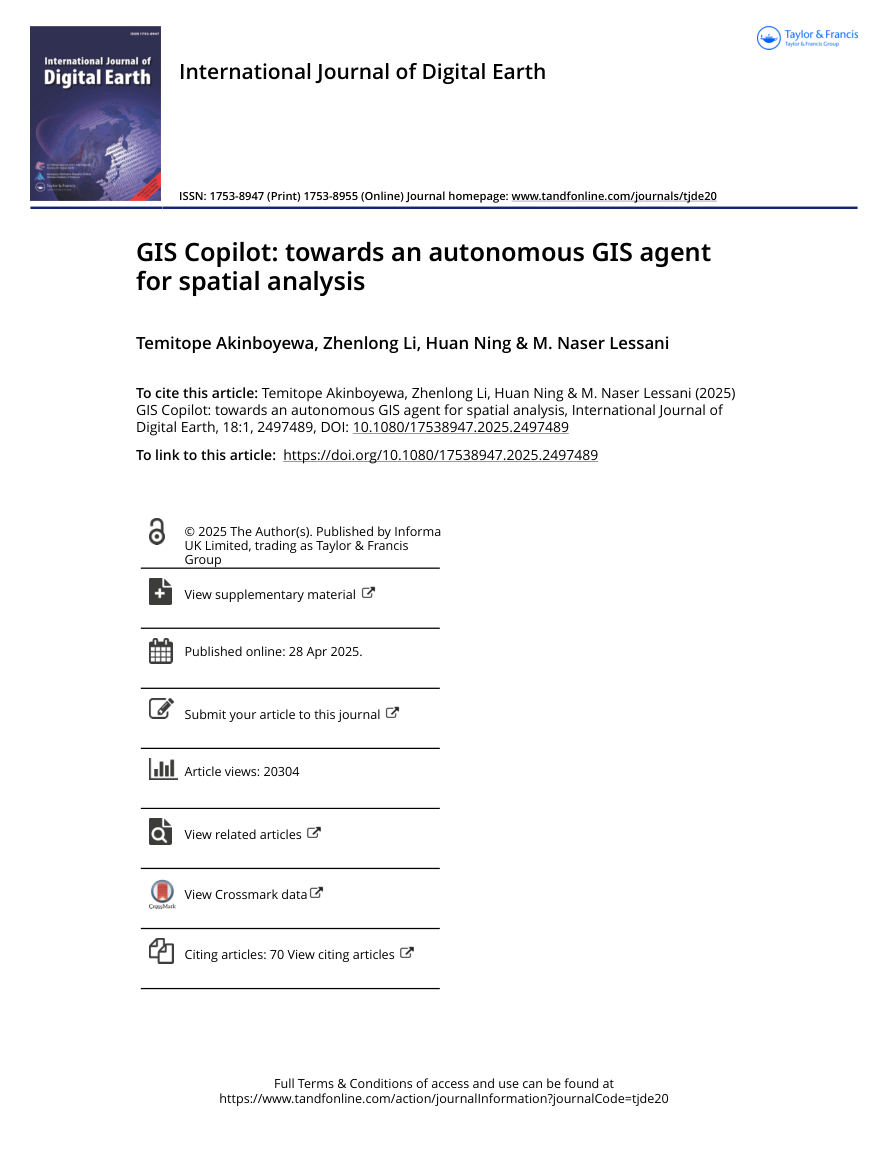 ISSN 1753-8947
International Journal of
Digital Earth
Taylor & Francis
Taylor & Francis
Taylor & Francis Group
International Journal of Digital Earth
ISSN: 1753-8947 (Print) 1753-8955 (Online) Journal homepage: www.tandfonline.com/journals/tjde20
GIS Copilot: towards an autonomous GIS agent
for spatial analysis
Temitope Akinboyewa, Zhenlong Li, Huan Ning & M. Naser Lessani
To cite this article: Temitope Akinboyewa, Zhenlong Li, Huan Ning & M. Naser Lessani (2025)
GIS Copilot: towards an autonomous GIS agent for spatial analysis, International Journal of
Digital Earth, 18:1, 2497489, DOI: 10.1080/17538947.2025.2497489
To link to this article: https://doi.org/10.1080/17538947.2025.2497489
© 2025 The Author(s). Published by Informa
UK Limited, trading as Taylor & Francis
Group
View supplementary material
Published online: 28 Apr 2025.
Submit your article to this journal
Article views: 20304
View related articles
View Crossmark data
CrossMark
Citing articles: 70 View citing articles
Full Terms & Conditions of access and use can be found at
https://www.tandfonline.com/action/journalInformation?journalCode=tjde20